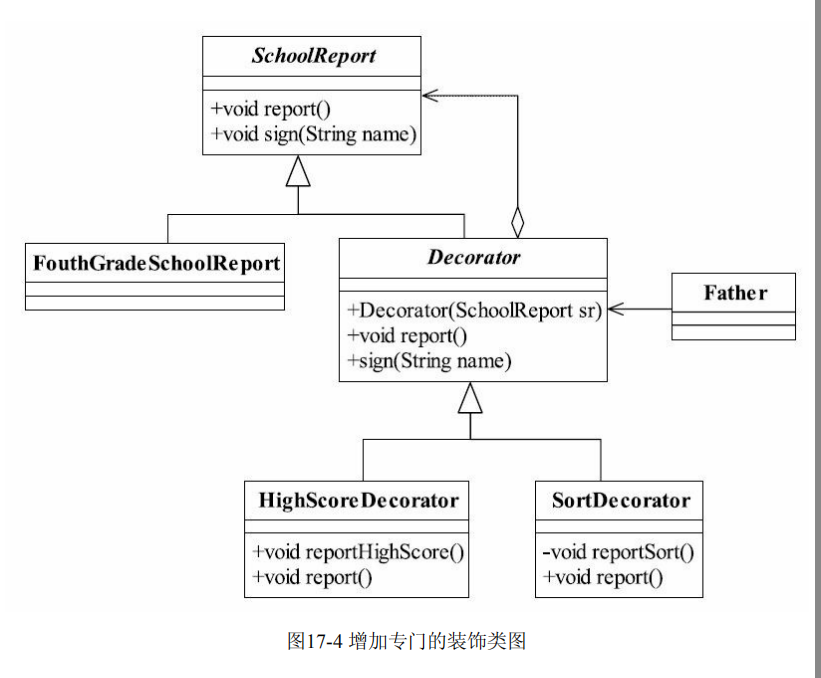 SchoolReport
+void report()
+void sign(String name)
FouthGradeSchoolReport
Decorator
+Decorator(SchoolReport sr)
+void report()
+sign(String name)
Father
HighScoreDecorator
+void reportHighScore()
+void report()
SortDecorator
-void reportSort()
+void report()
图17-4 增加专门的装饰类图